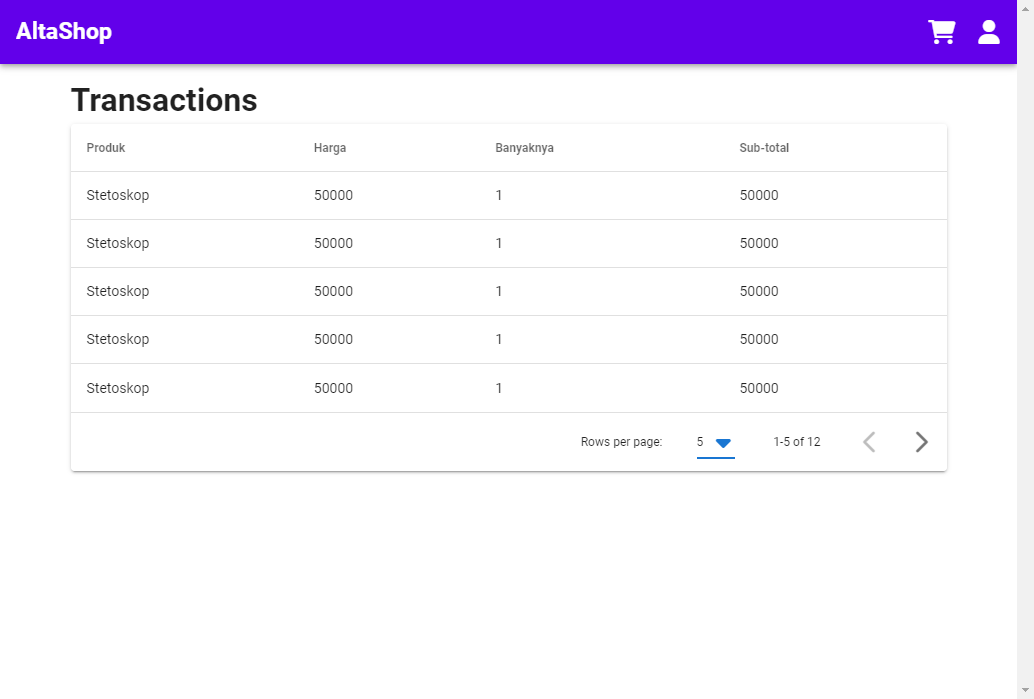 AltaShop
Transactions
Produk Harga Banyaknya Sub-total
Stetoskop 50000 1 50000
Stetoskop 50000 1 50000
Stetoskop 50000 1 50000
Stetoskop 50000 1 50000
Stetoskop 50000 1 50000
Rows per page: 5 1-5 of 12